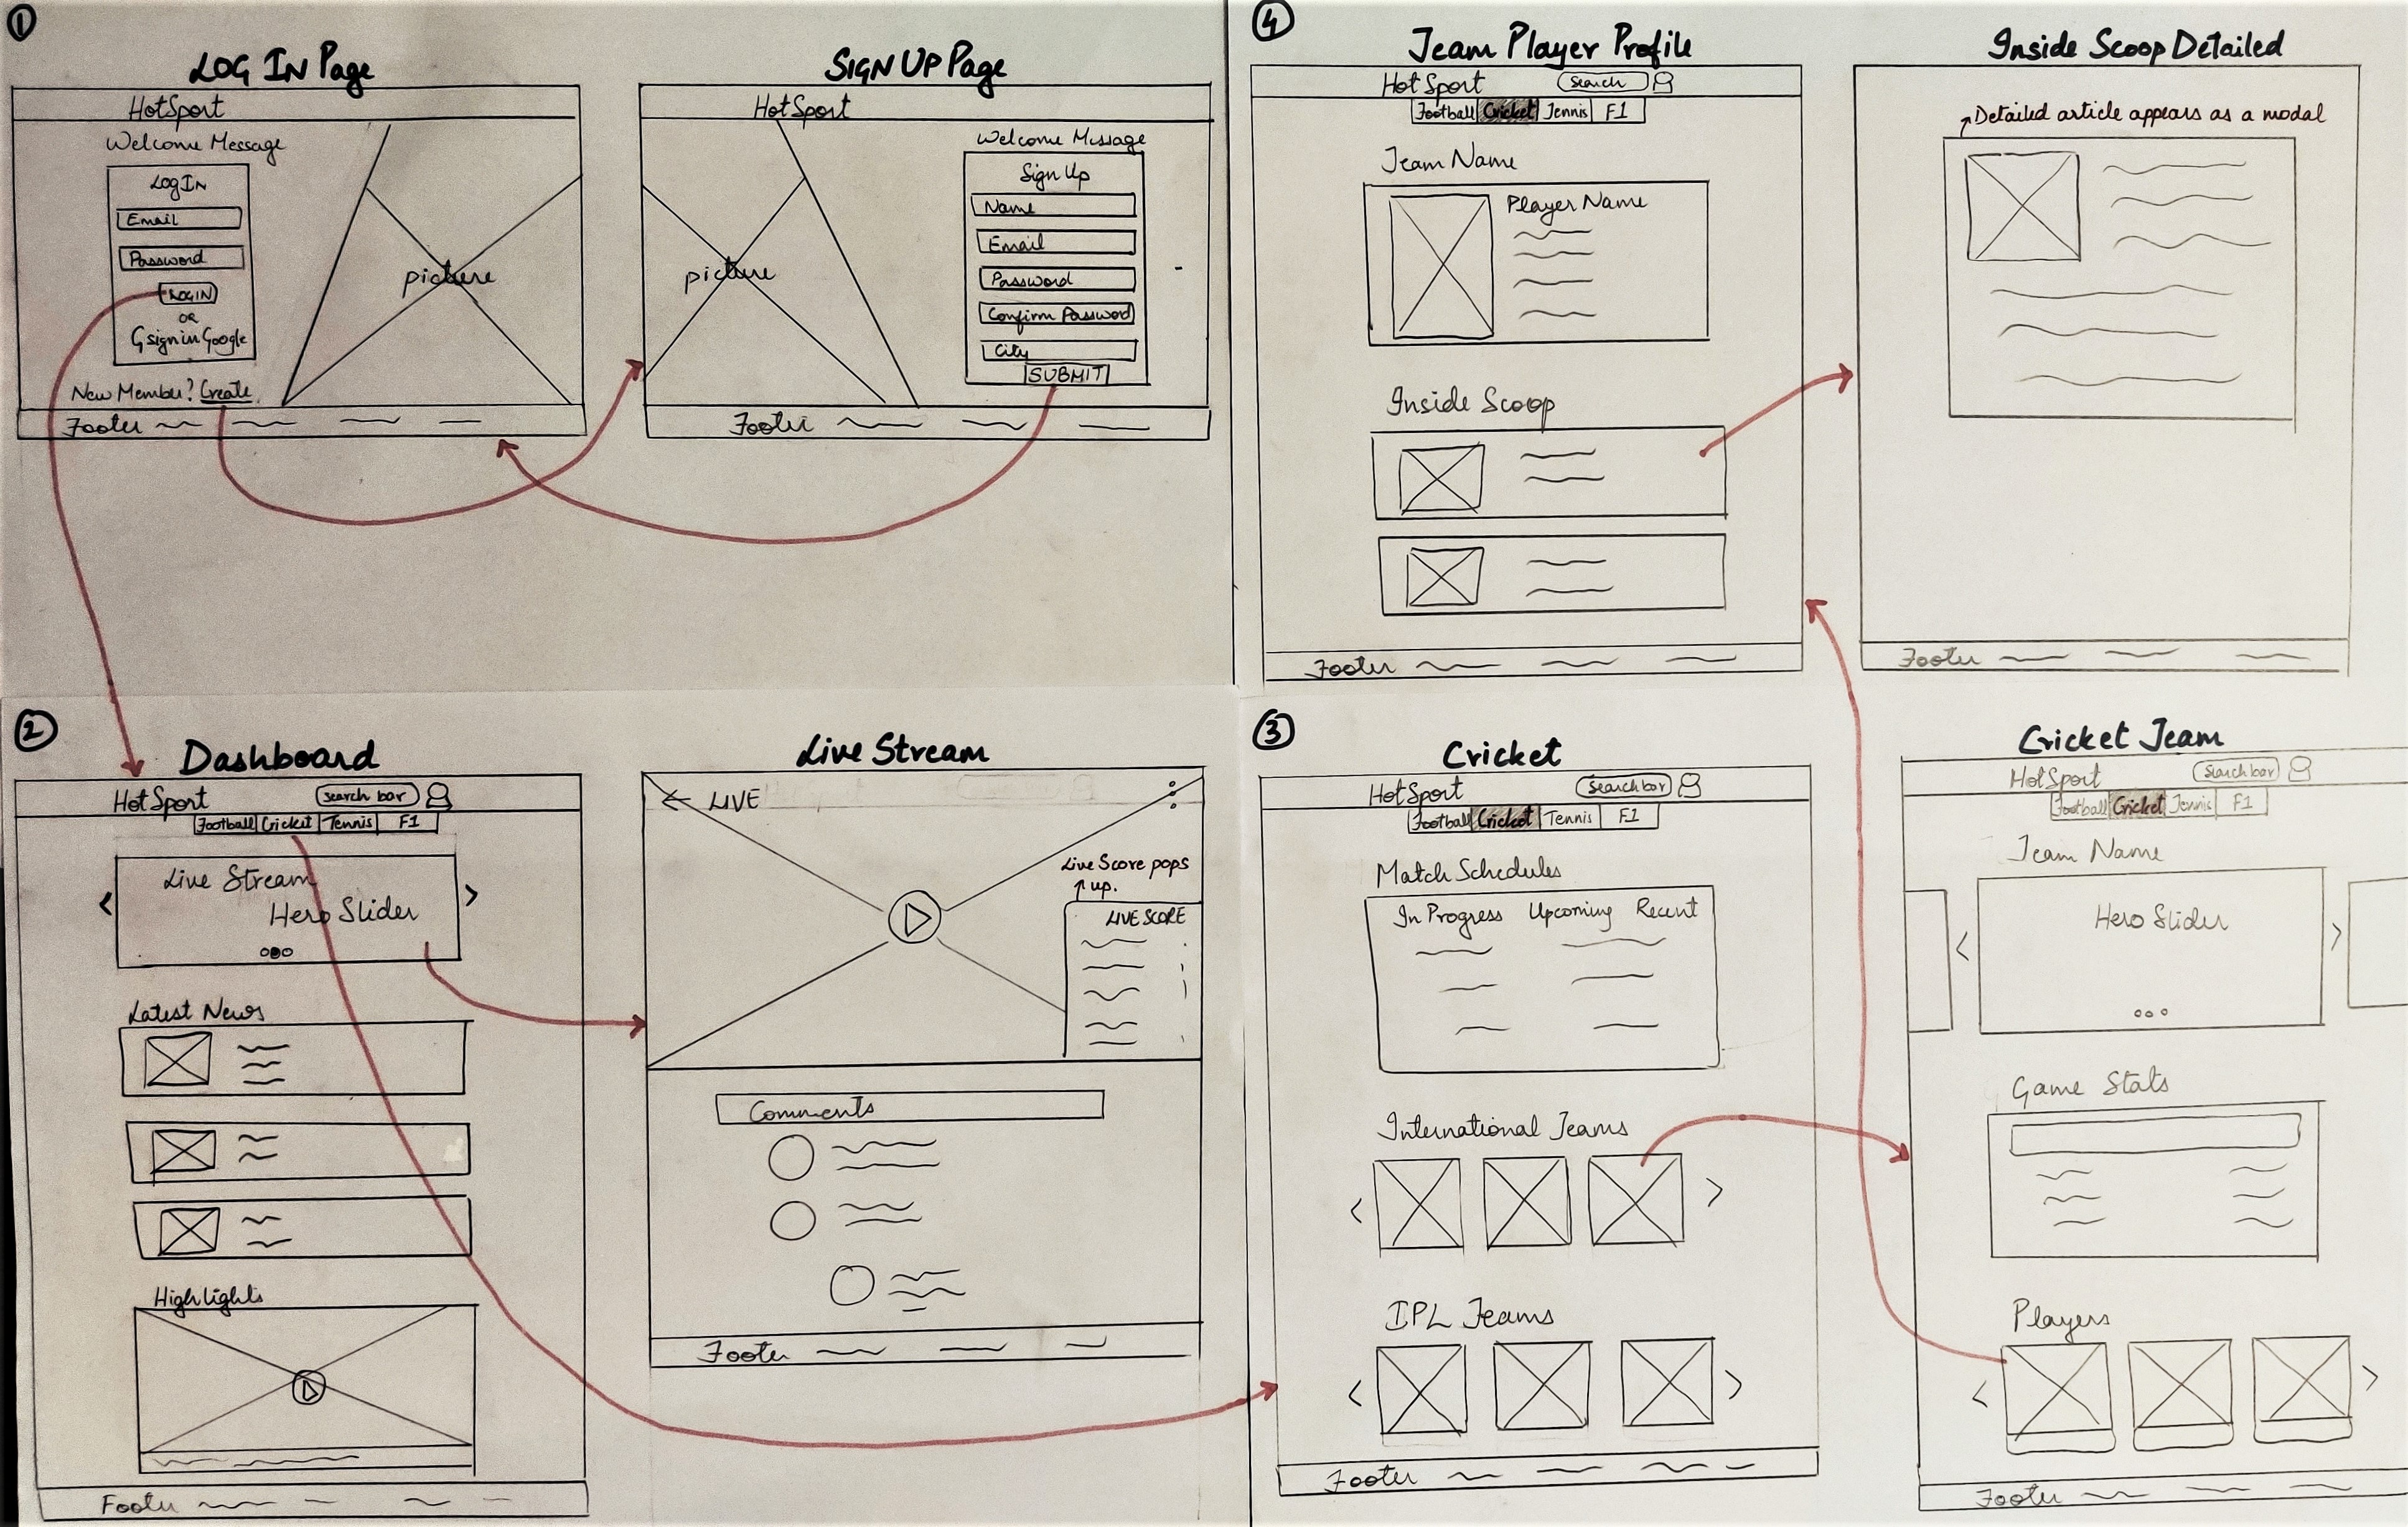 1
LOG IN Page
HotSport
Welcome Message
Log IN
Email
Password
LOGIN
OR
G sign in Google
New Member? Create
picture
Footer
SIGN UP Page
HotSport
Welcome Message
picture
Sign Up
Name
Email
Password
Confirm Password
City
SUBMIT
Footer
2
Dashboard
HotSport
search bar
Football Cricket Tennis F1
Live Stream
Hero Slider
< >
Latest News
Highlights
Footer
Live Stream
← LIVE
Live Score pops
up.
LIVE SCORE
Comments
Footer
3
Cricket
HotSport
Searchbar
Football Cricket Tennis F1
Match Schedules
In Progress Upcoming Recent
International Teams
< >
IPL Teams
< >
Footer
Cricket Team
HotSport
Searchbar
Football Cricket Tennis F1
Team Name
Hero Slider
< >
Game Stats
Players
< >
Footer
4
Team Player Profile
HotSport
Search
Football Cricket Tennis F1
Team Name
Player Name
Inside Scoop
Footer
Inside Scoop Detailed
Detailed article appears as a modal
Footer